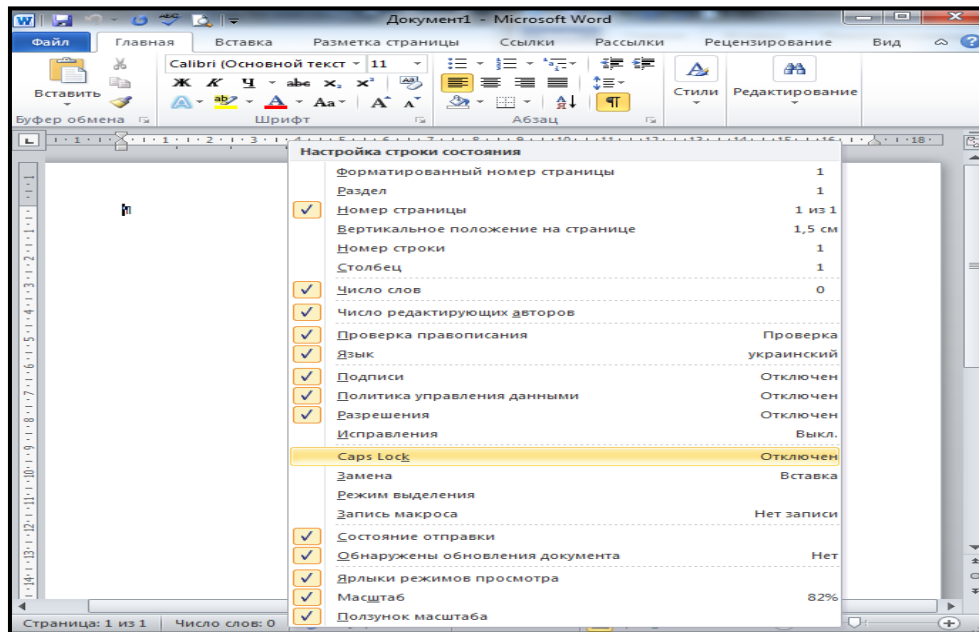 Документ1 - Microsoft Word
Файл Главная Вставка Разметка страницы Ссылки Рассылки Рецензирование Вид
Calibri (Основной текст 11
Ж К Ч abc x₂ x²
Вставить
Aa A A
Стили Редактирование
Буфер обмена Шрифт Абзац
Настройка строки состояния
Форматированный номер страницы 1
Раздел 1
Номер страницы 1 из 1
Вертикальное положение на странице 1,5 см
Номер строки 1
Столбец 1
Число слов 0
Число редактирующих авторов
Проверка правописания Проверка
Язык украинский
Подписи Отключен
Политика управления данными Отключен
Разрешения Отключен
Исправления Выкл.
Caps Lock Отключен
Замена Вставка
Режим выделения
Запись макроса Нет записи
Состояние отправки
Обнаружены обновления документа Нет
Ярлыки режимов просмотра
Масштаб 82%
Ползунок масштаба
Страница: 1 из 1 Число слов: 0